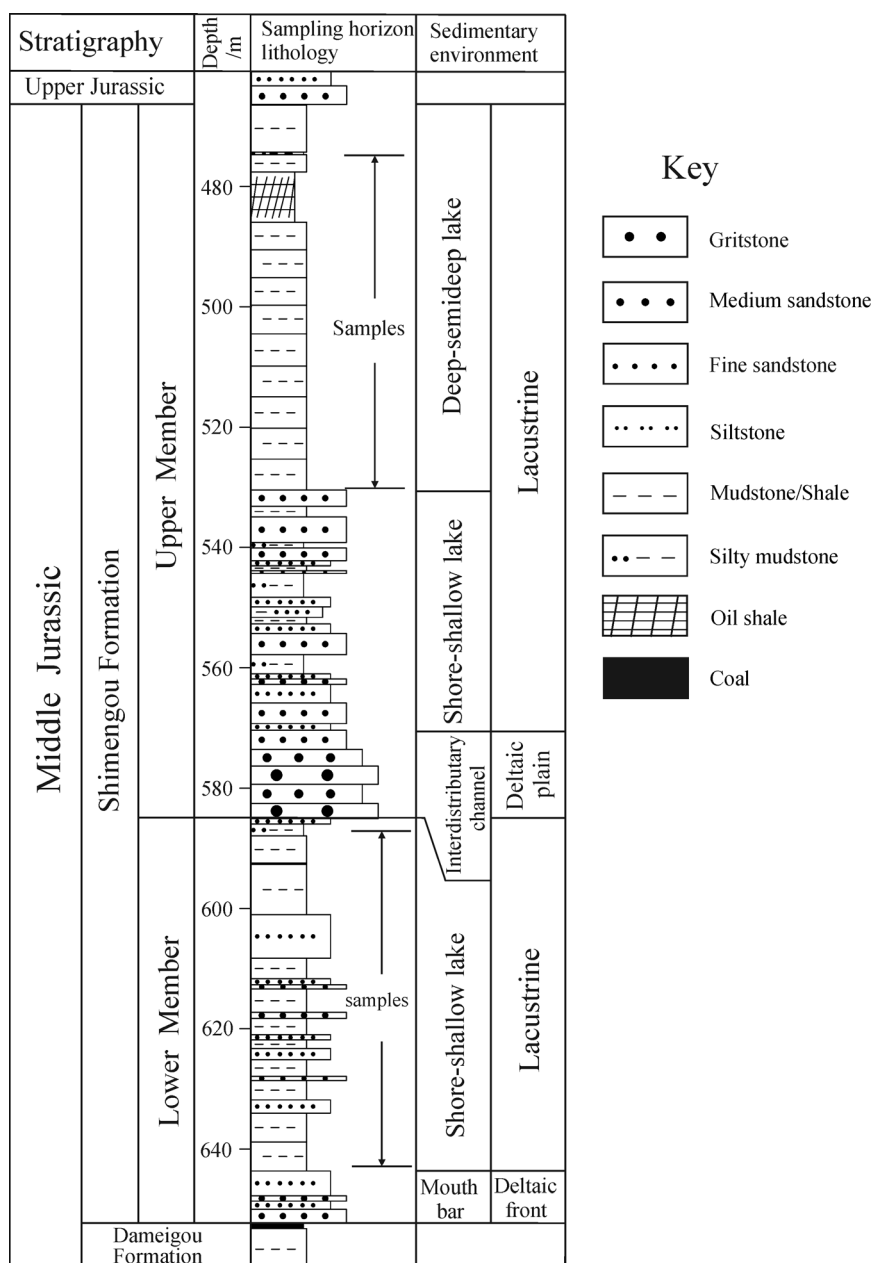 Stratigraphy
Depth
/m
Sampling horizon
lithology
Sedimentary
environment
Upper Jurassic
Middle Jurassic
Shimengou Formation
Upper Member
Lower Member
Dameigou
Formation
480
500
520
540
560
580
600
620
640
Samples
samples
Deep-semideep lake
Shore-shallow lake
Interdistributary
channel
Shore-shallow lake
Mouth
bar
Lacustrine
Deltaic
plain
Lacustrine
Deltaic
front
Key
Gritstone
Medium sandstone
Fine sandstone
Siltstone
Mudstone/Shale
Silty mudstone
Oil shale
Coal